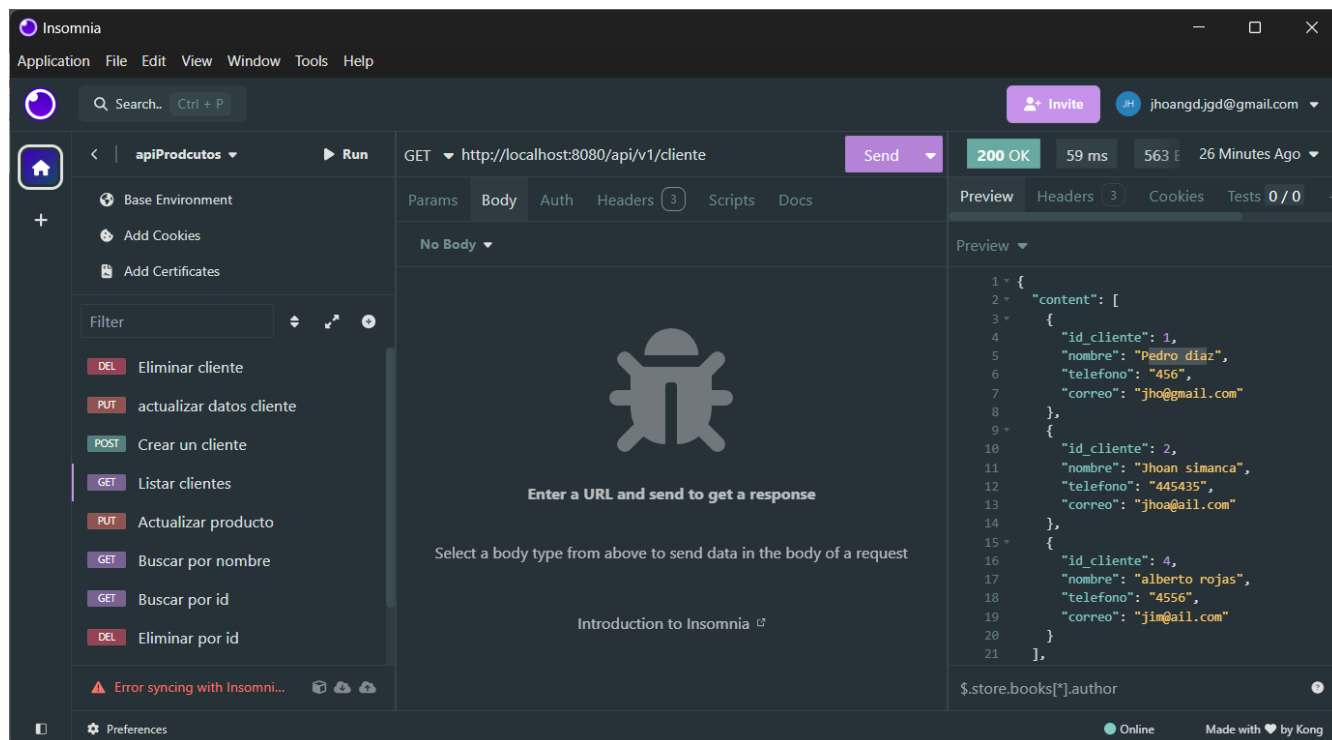 Insomnia
Application File Edit View Window Tools Help
Search.. Ctrl + P
Invite
JH
jhoangd.jgd@gmail.com
apiProdcutos
Run
Base Environment
Add Cookies
Add Certificates
Filter
DEL Eliminar cliente
PUT actualizar datos cliente
POST Crear un cliente
GET Listar clientes
PUT Actualizar producto
GET Buscar por nombre
GET Buscar por id
DEL Eliminar por id
Error syncing with Insomni...
GET http://localhost:8080/api/v1/cliente
Send
Params Body Auth Headers 3 Scripts Docs
No Body
Enter a URL and send to get a response
Select a body type from above to send data in the body of a request
Introduction to Insomnia
200 OK 59 ms 563 26 Minutes Ago
Preview Headers 3 Cookies Tests 0 / 0
Preview
1 {
2 "content": [
3 {
4 "id_cliente": 1,
5 "nombre": "Pedro diaz",
6 "telefono": "456",
7 "correo": "jho@gmail.com"
8 },
9 {
10 "id_cliente": 2,
11 "nombre": "Jhoan simanca",
12 "telefono": "445435",
13 "correo": "jhoa@ail.com"
14 },
15 {
16 "id_cliente": 4,
17 "nombre": "alberto rojas",
18 "telefono": "4556",
19 "correo": "jim@ail.com"
20 }
21 ],
$.store.books[*].author
Preferences
Online
Made with ♥ by Kong